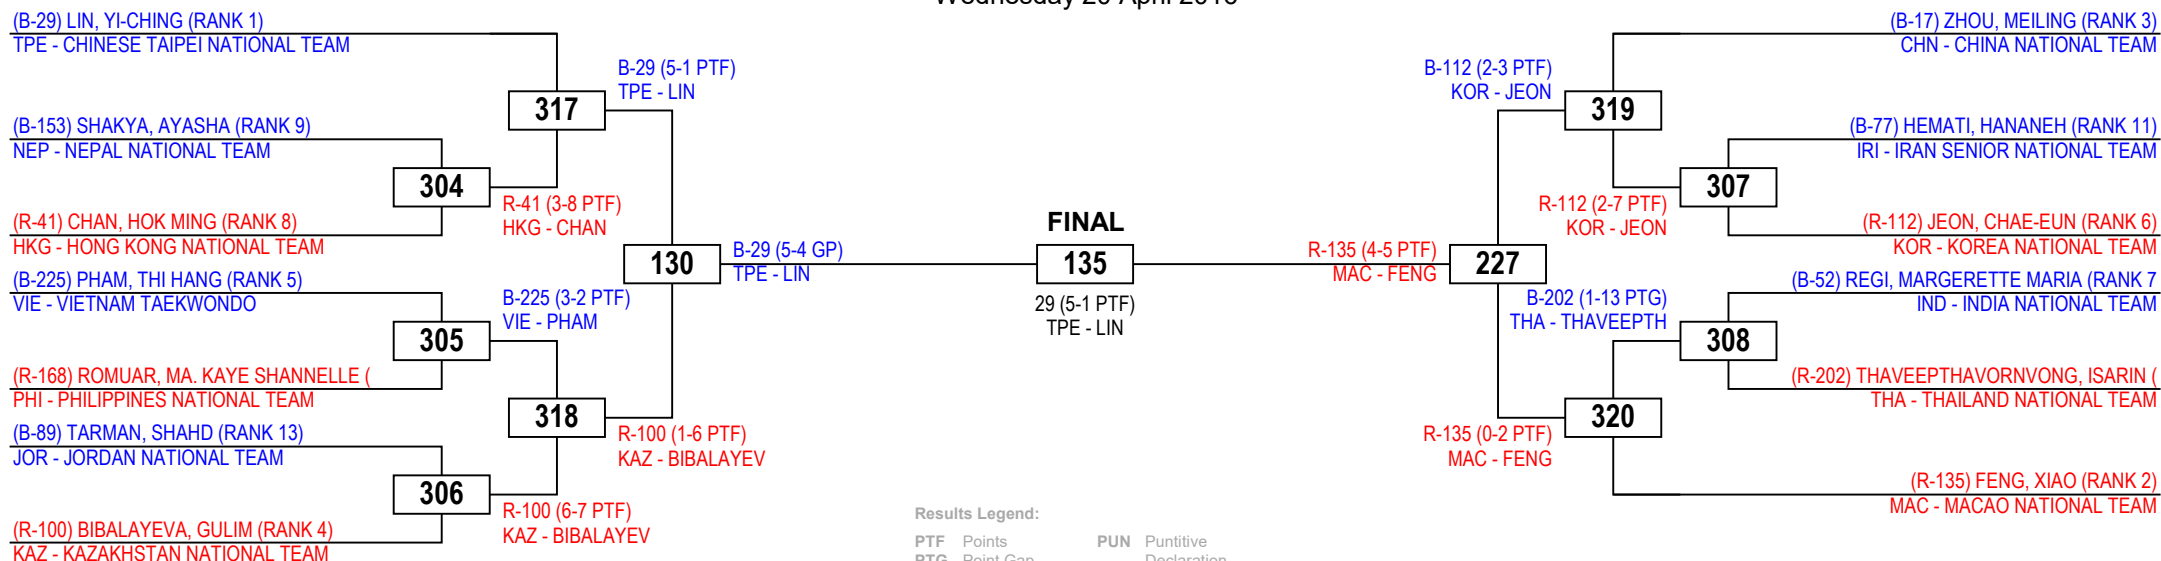 (B-29) LIN, YI-CHING (RANK 1)
TPE - CHINESE TAIPEI NATIONAL TEAM
(B-153) SHAKYA, AYASHA (RANK 9)
NEP - NEPAL NATIONAL TEAM
(R-41) CHAN, HOK MING (RANK 8)
HKG - HONG KONG NATIONAL TEAM
(B-225) PHAM, THI HANG (RANK 5)
VIE - VIETNAM TAEKWONDO
(R-168) ROMUAR, MA. KAYE SHANNELLE (
PHI - PHILIPPINES NATIONAL TEAM
(B-89) TARMAN, SHAHD (RANK 13)
JOR - JORDAN NATIONAL TEAM
(R-100) BIBALAYEVA, GULIM (RANK 4)
KAZ - KAZAKHSTAN NATIONAL TEAM
304
305
306
317
R-41 (3-8 PTF)
HKG - CHAN
B-225 (3-2 PTF)
VIE - PHAM
318
R-100 (6-7 PTF)
KAZ - BIBALAYEV
B-29 (5-1 PTF)
TPE - LIN
130
R-100 (1-6 PTF)
KAZ - BIBALAYEV
B-29 (5-4 GP)
TPE - LIN
FINAL
135
29 (5-1 PTF)
TPE - LIN
Results Legend:
PTF Points
PUN Puntitive
Declaration
PTG Point Gap
R-135 (4-5 PTF)
MAC - FENG
227
B-112 (2-3 PTF)
KOR - JEON
R-135 (0-2 PTF)
MAC - FENG
319
R-112 (2-7 PTF)
KOR - JEON
B-202 (1-13 PTG)
THA - THAVEEPTH
320
307
308
(B-17) ZHOU, MEILING (RANK 3)
CHN - CHINA NATIONAL TEAM
(B-77) HEMATI, HANANEH (RANK 11)
IRI - IRAN SENIOR NATIONAL TEAM
(R-112) JEON, CHAE-EUN (RANK 6)
KOR - KOREA NATIONAL TEAM
(B-52) REGI, MARGERETTE MARIA (RANK 7
IND - INDIA NATIONAL TEAM
(R-202) THAVEEPTHAVORNVONG, ISARIN (
THA - THAILAND NATIONAL TEAM
(R-135) FENG, XIAO (RANK 2)
MAC - MACAO NATIONAL TEAM